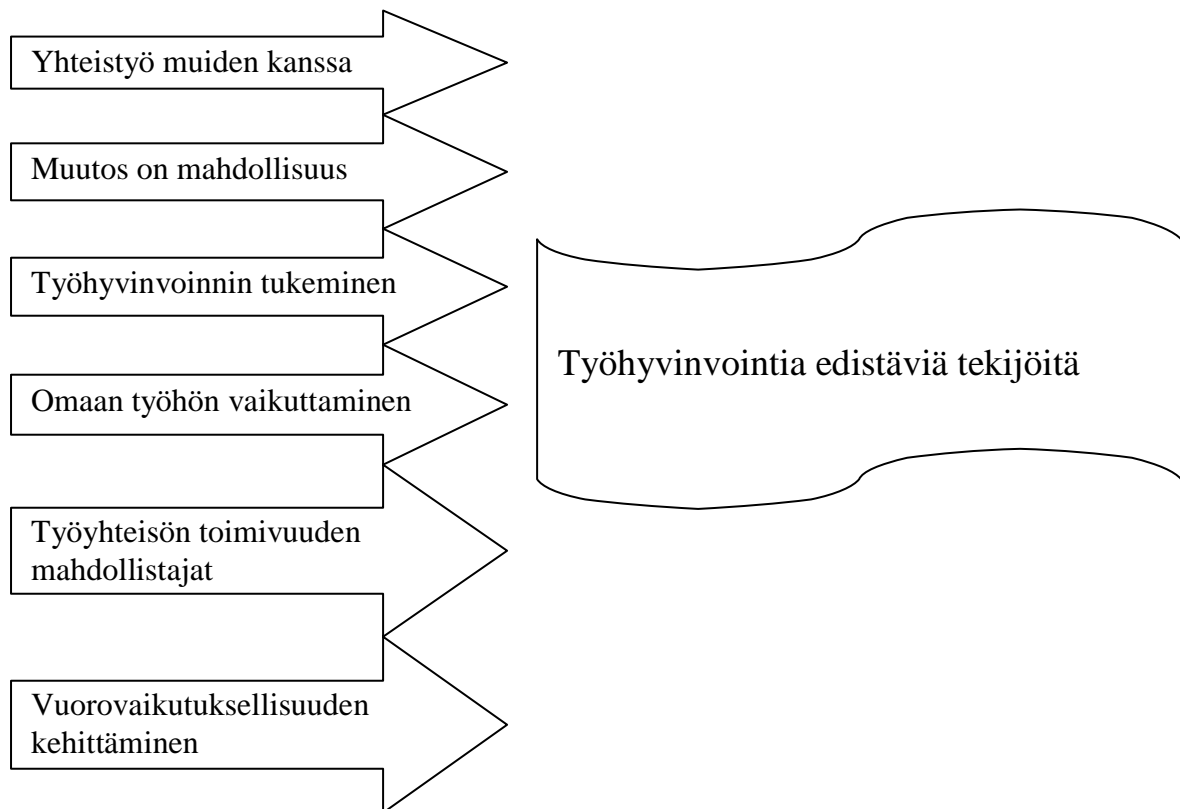 Yhteistyö muiden kanssa
Muutos on mahdollisuus
Työhyvinvoinnin tukeminen
Omaan työhön vaikuttaminen
Työyhteisön toimivuuden
mahdollistajat
Vuorovaikutuksellisuuden
kehittäminen
Työhyvinvointia edistäviä tekijöitä